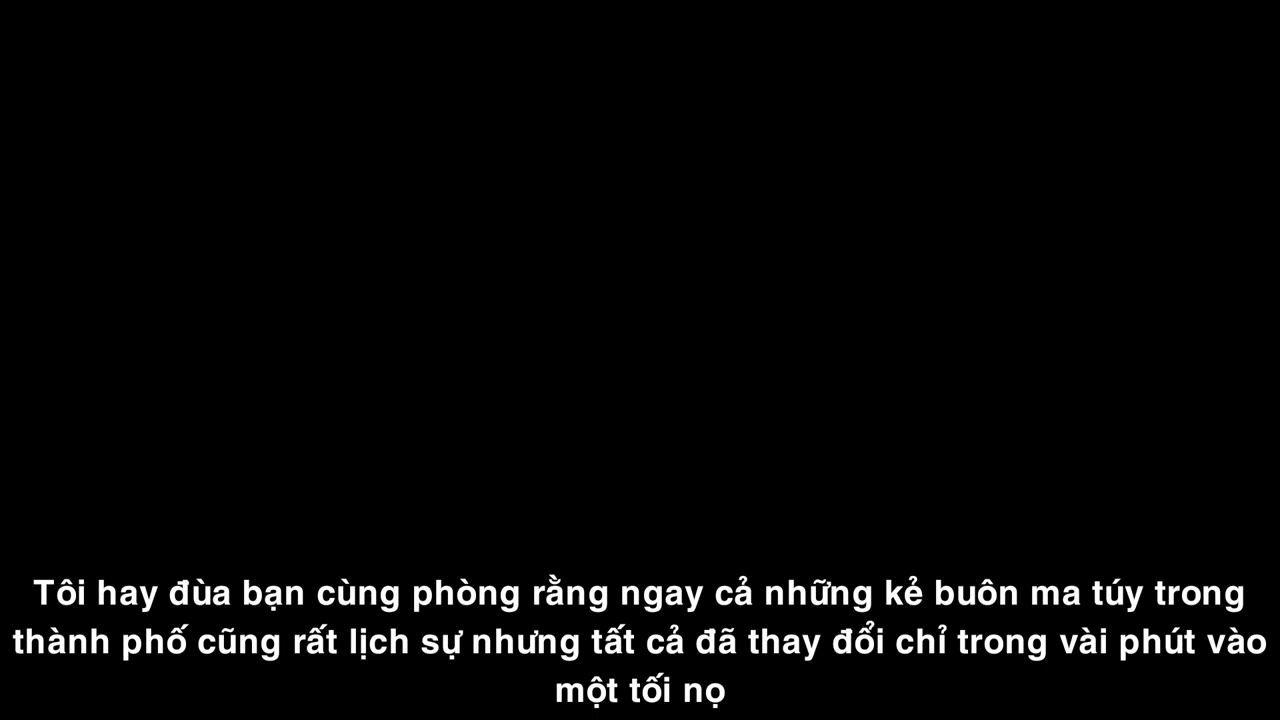 Tôi hay đùa bạn cùng phòng rằng ngay cả những kẻ buôn ma túy trong
thành phố cũng rất lịch sự nhưng tất cả đã thay đổi chỉ trong vài phút vào
một tối nọ